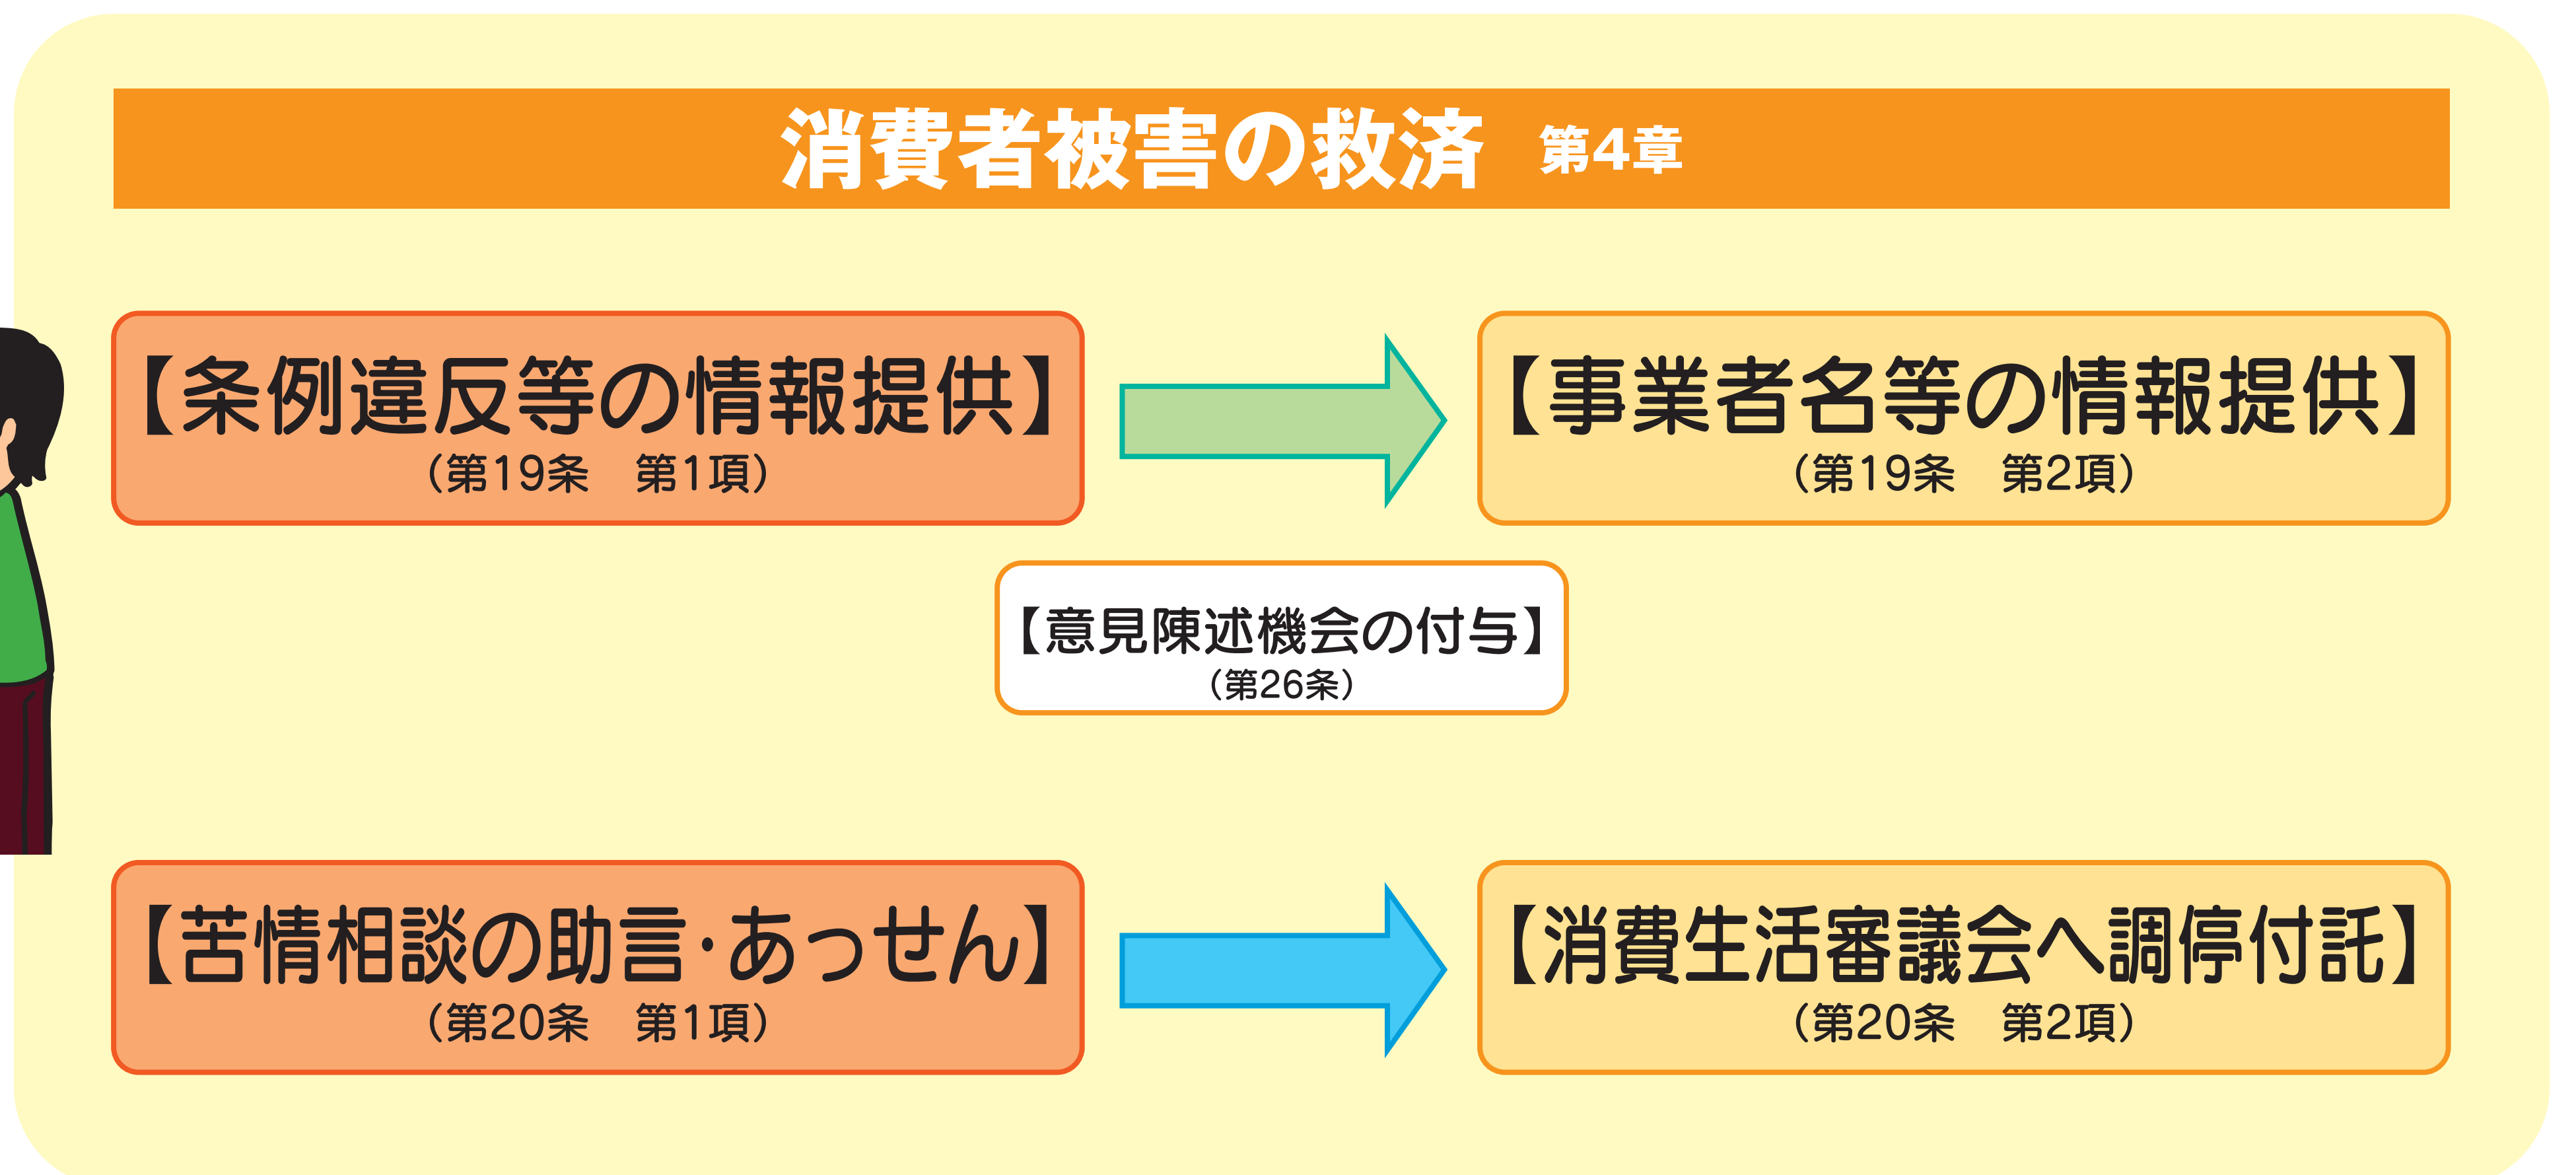 消費者被害の救済　第4章
【条例違反等の情報提供】
（第19条　第1項）
【事業者名等の情報提供】
（第19条　第2項）
【意見陳述機会の付与】
（第26条）
【苦情相談の助言・あっせん】
（第20条　第1項）
【消費生活審議会へ調停付託】
（第20条　第2項）